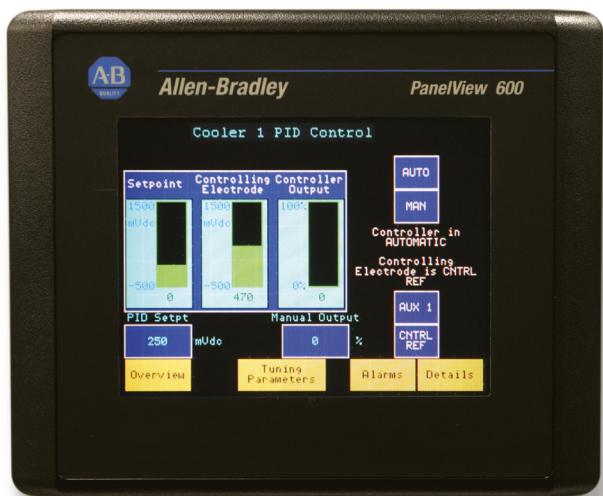 A-B
QUALITY
Allen-Bradley
PanelView 600
Cooler 1 PID Control
Setpoint
1500
mVdc
-500
0
Controlling
Electrode
1500
mVdc
-500
470
Controller
Output
100%
0%
0
AUTO
MAN
Controller in
AUTOMATIC
Controlling
Electrode is CNTRL
REF
AUX 1
CNTRL
REF
PID Setpt
250 mVdc
Manual Output
0 %
Overview
Tuning
Parameters
Alarms
Details